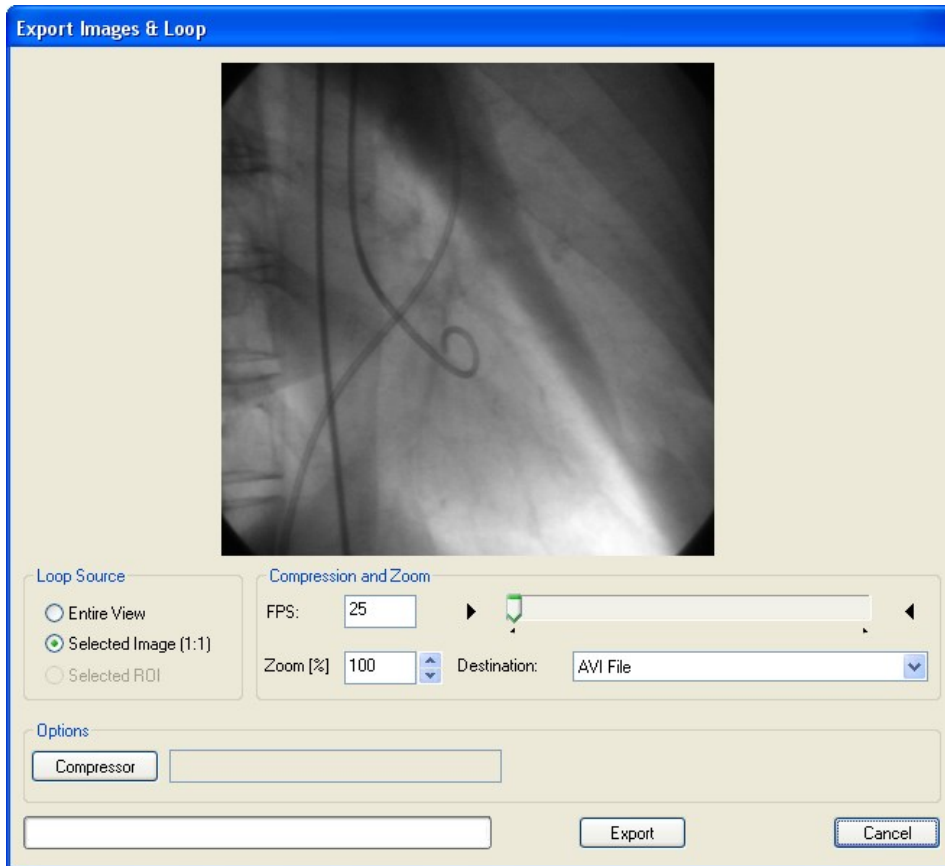 Export Images & Loop
Loop Source
Entire View
Selected Image (1:1)
Selected ROI
Compression and Zoom
FPS: 25
Zoom [%] 100 Destination: AVI File
Options
Compressor
Export Cancel